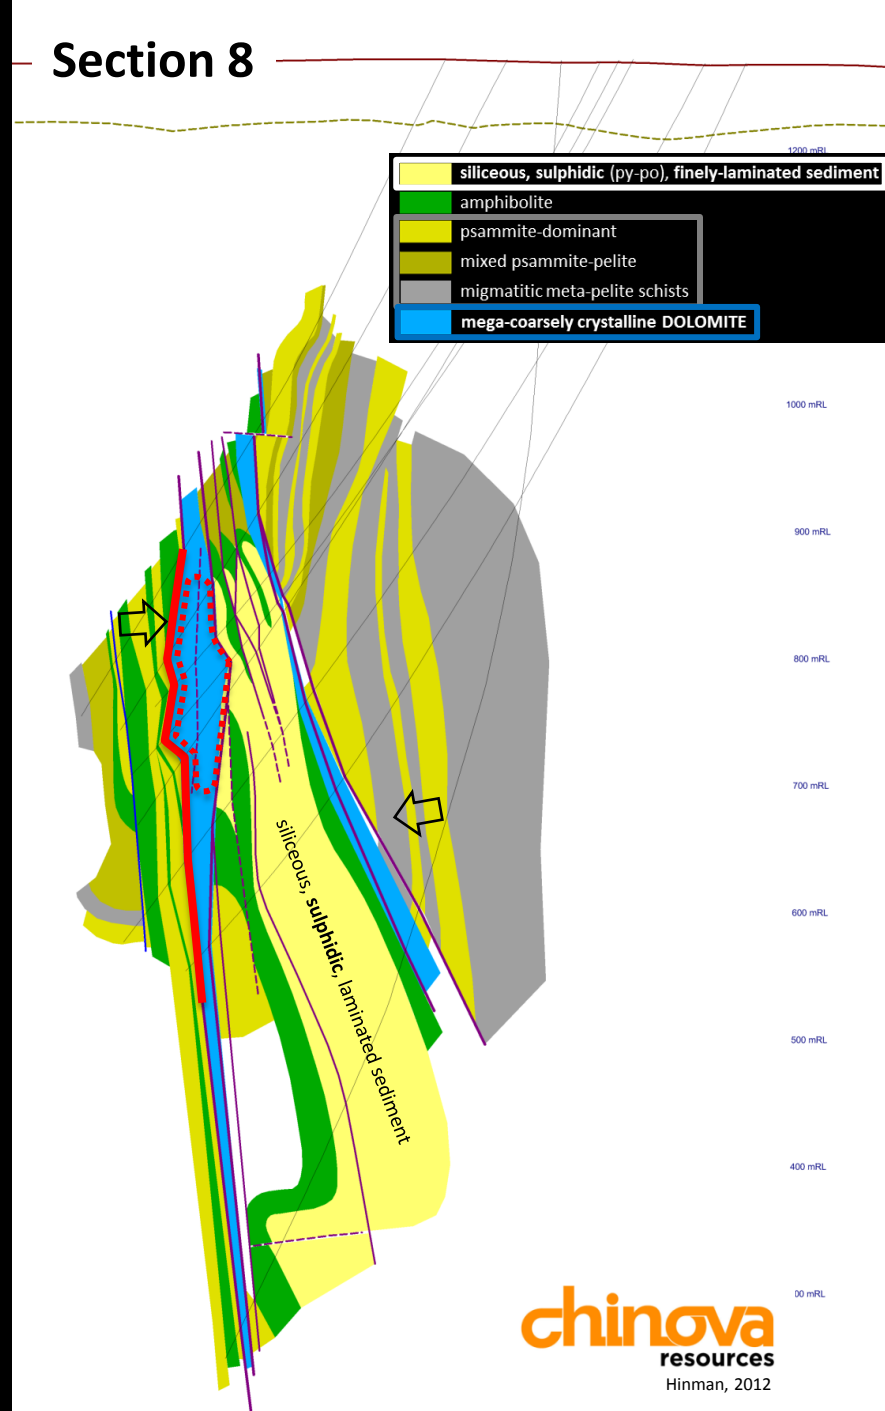 Section 8
1200 mRL
siliceous, sulphidic (py-po), finely-laminated sediment
amphibolite
psammite-dominant
mixed psammite-pelite
migmatitic meta-pelite schists
mega-coarsely crystalline DOLOMITE
1000 mRL
900 mRL
800 mRL
700 mRL
siliceous, sulphidic, laminated sediment
600 mRL
500 mRL
400 mRL
00 mRL
chinova
resources
Hinman, 2012